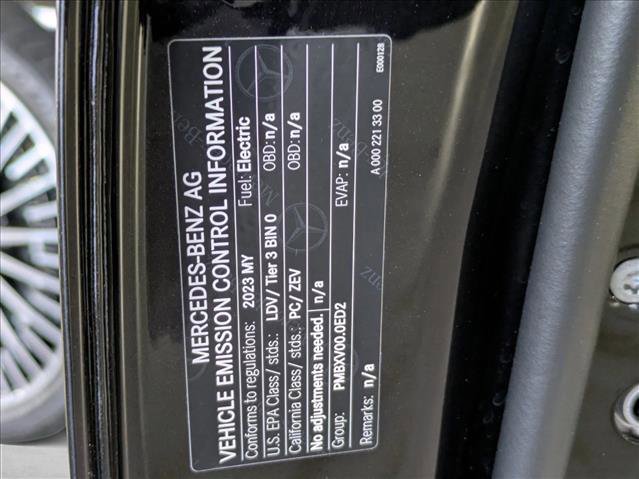 MERCEDES-BENZ AG
VEHICLE EMISSION CONTROL INFORMATION
Conforms to regulations: 2023 MY Fuel: Electric
U.S. EPA Class/ stds.: LDV/ Tier 3 BIN 0 OBD: n/a
California Class/ stds.: PC/ ZEV OBD: n/a
No adjustments needed. n/a
Group: PMBXV00.0ED2 EVAP: n/a
Remarks: n/a
A 000 221 33 00
E000128